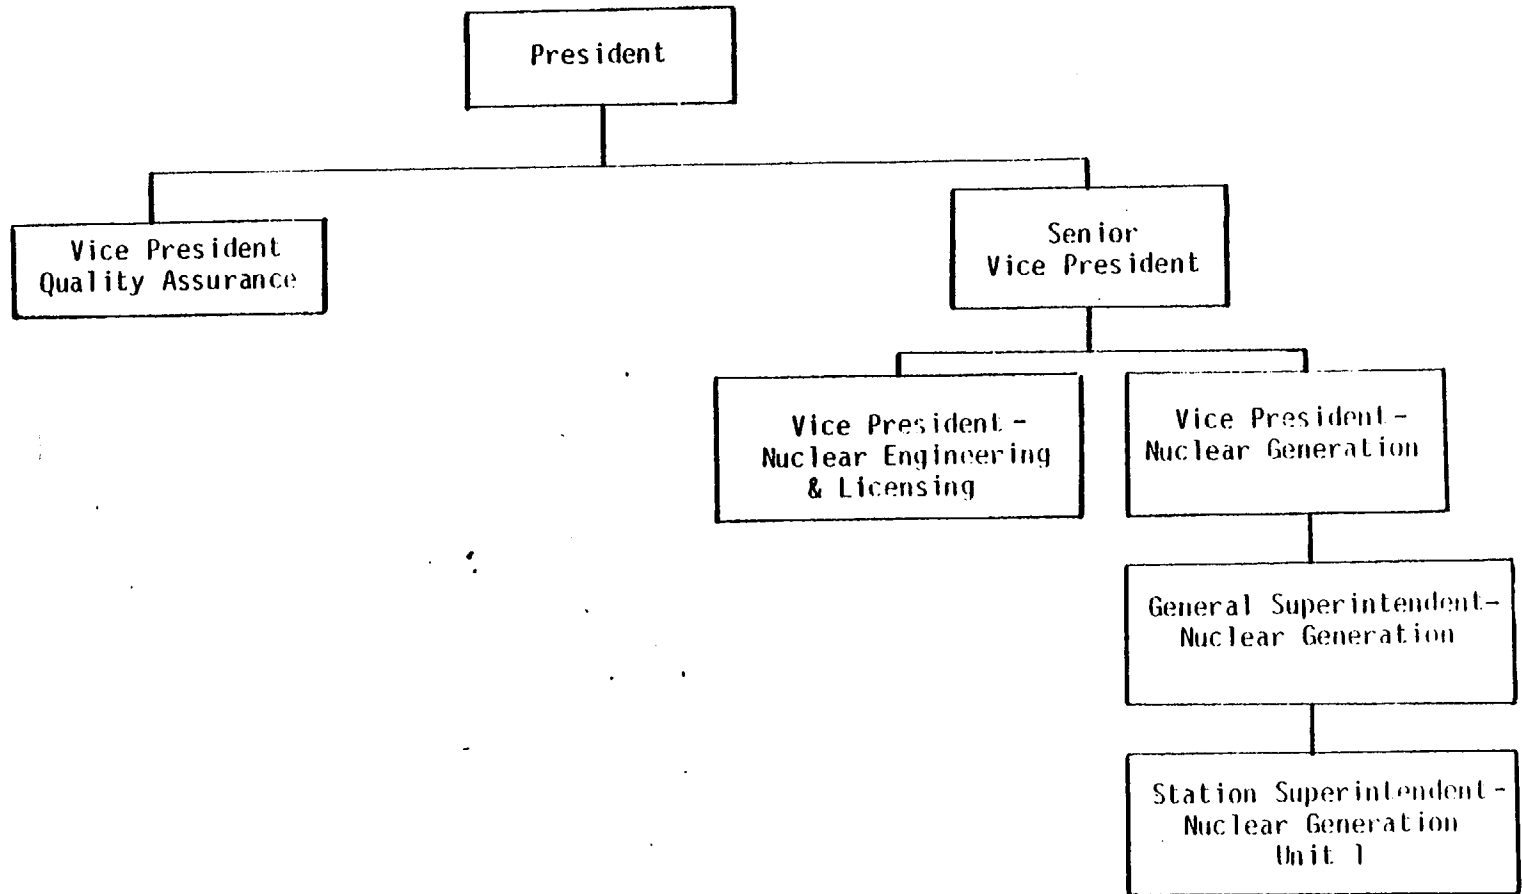 President
Vice President
Quality Assurance
Senior
Vice President
Vice President -
Nuclear Engineering
& Licensing
Vice President -
Nuclear Generation
General Superintendent-
Nuclear Generation
Station Superintendent-
Nuclear Generation
Unit 1